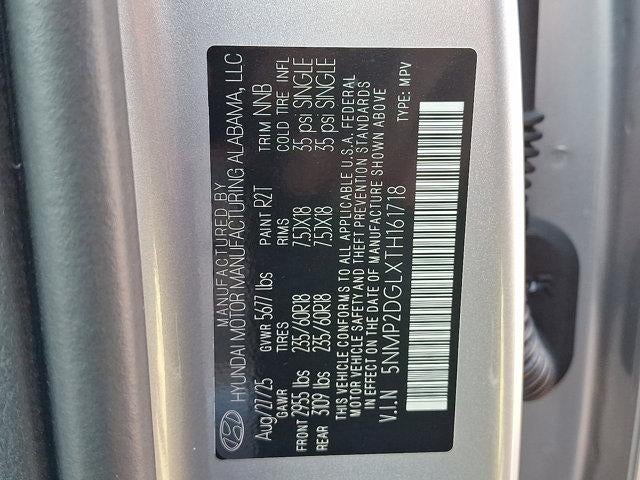 MANUFACTURED BY
HYUNDAI MOTOR MANUFACTURING ALABAMA, LLC
Aug/27/25 GVWR 5677 lbs PAINT R2T TRIM NNB
GAWR TIRES RIMS COLD TIRE INFL
FRONT 2955 lbs 235/60R18 7.5JX18 35 psi SINGLE
REAR 3109 lbs 235/60R18 7.5JX18 35 psi SINGLE
THIS VEHICLE CONFORMS TO ALL APPLICABLE U.S.A. FEDERAL
MOTOR VEHICLE SAFETY AND THEFT PREVENTION STANDARDS
IN EFFECT ON THE DATE OF MANUFACTURE SHOWN ABOVE
V.I.N 5NMP2DGLXTH161718 TYPE: MPV